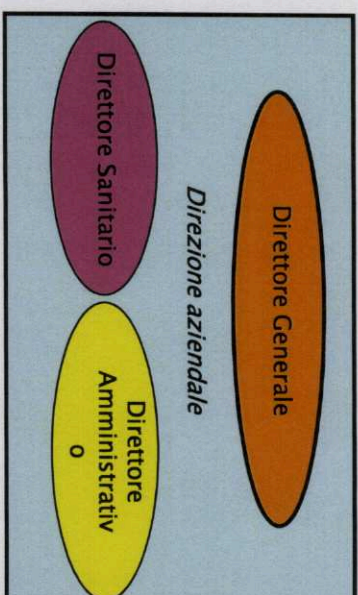 Direttore Generale
Direzione aziendale
Direttore Sanitario
Direttore
Amministrativ
o